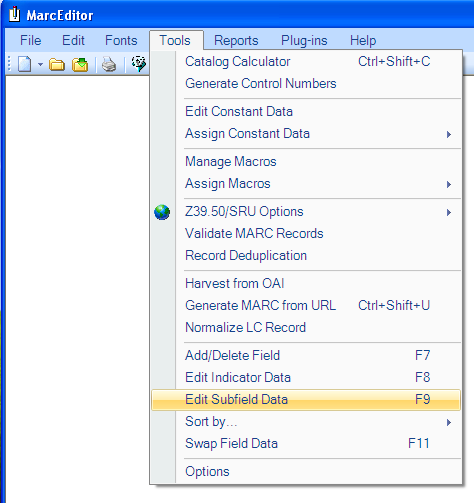 MarcEditor
File Edit Fonts Tools Reports Plug-ins Help
Catalog Calculator Ctrl+Shift+C
Generate Control Numbers
Edit Constant Data
Assign Constant Data
Manage Macros
Assign Macros
Z39.50/SRU Options
Validate MARC Records
Record Deduplication
Harvest from OAI
Generate MARC from URL Ctrl+Shift+U
Normalize LC Record
Add/Delete Field F7
Edit Indicator Data F8
Edit Subfield Data F9
Sort by...
Swap Field Data F11
Options